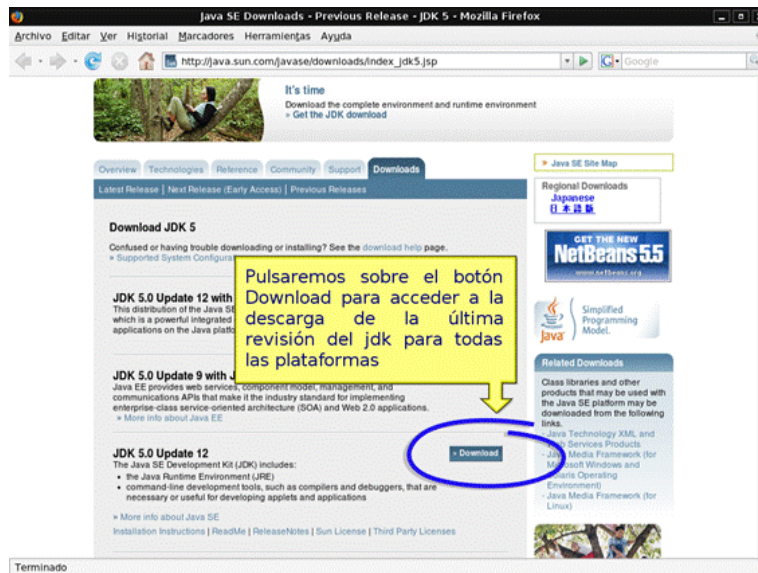 Java SE Downloads - Previous Release - JDK 5 - Mozilla Firefox
Archivo Editar Ver Historial Marcadores Herramientas Ayuda
http://java.sun.com/javase/downloads/index_jdk5.jsp
Google
It's time
Download the complete environment and runtime environment
» Get the JDK download
Overview Technologies Reference Community Support Downloads
Latest Release | Next Release (Early Access) | Previous Releases
Download JDK 5
Confused or having trouble downloading or installing? See the download help page.
» Supported System Configura
JDK 5.0 Update 12 with
This distribution of the Java SE
which is a powerful integrated
applications on the Java platfo
JDK 5.0 Update 9 with J
Java EE provides web services, component model, management, and
communications APIs that make it the industry standard for implementing
enterprise-class service-oriented architecture (SOA) and Web 2.0 applications.
» More info about Java EE
Pulsaremos sobre el botón
Download para acceder a la
descarga de la última
revisión del jdk para todas
las plataformas
JDK 5.0 Update 12
» Download
The Java SE Development Kit (JDK) includes:
• the Java Runtime Environment (JRE)
• command-line development tools, such as compilers and debuggers, that are
necessary or useful for developing applets and applications
» More info about Java SE
Installation Instructions | ReadMe | ReleaseNotes | Sun License | Third Party Licenses
» Java SE Site Map
Regional Downloads
Japanese
日本語版
GET THE NEW
NetBeans 5.5
www.netbeans.org
Java
Simplified
Programming
Model.
Related Downloads
Class libraries and other
products that may be used with
the Java SE platform may be
downloaded from the following
links.
- Java Technology XML and
Web Services Products
- Java Media Framework (for
Microsoft Windows and
Solaris Operating
Environment)
- Java Media Framework (for
Linux)
Terminado